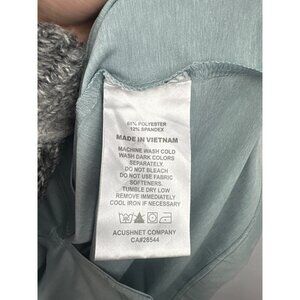 88% POLYESTER
12% SPANDEX
MADE IN VIETNAM
MACHINE WASH COLD
WASH DARK COLORS
SEPARATELY.
DO NOT BLEACH
DO NOT USE FABRIC
SOFTENERS.
TUMBLE DRY LOW
REMOVE IMMEDIATELY
COOL IRON IF NECESSARY
ACUSHNET COMPANY
CA#26544